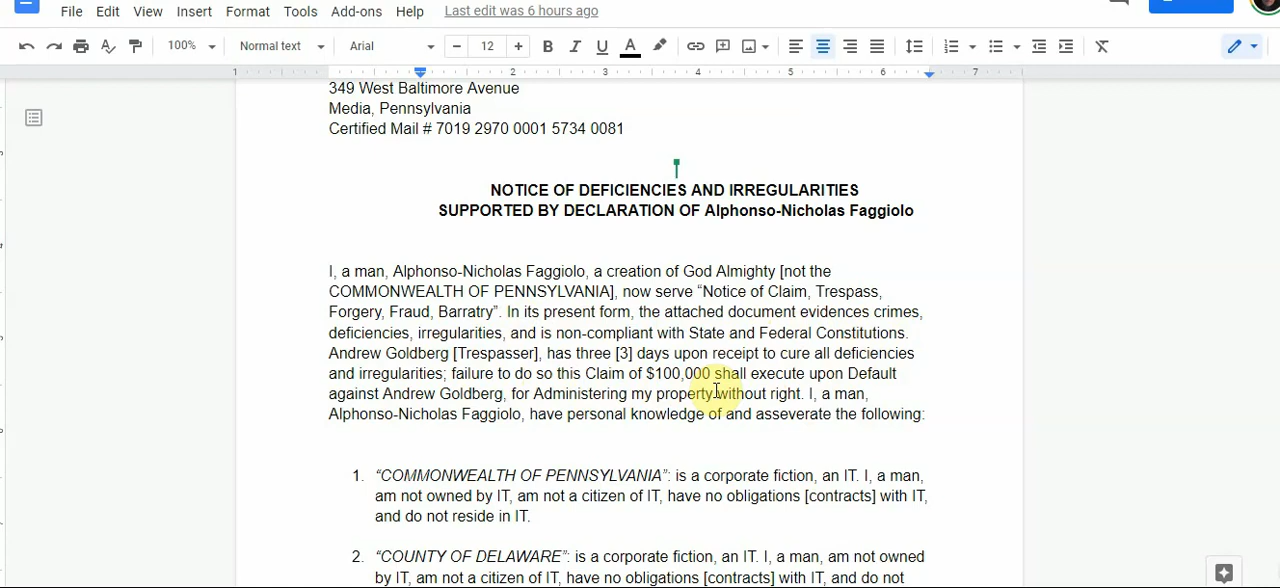 File Edit View Insert Format Tools Add-ons Help Last edit was 6 hours ago
100% Normal text Arial 12 B I U A
1 2 3 4 5 6 7
349 West Baltimore Avenue
Media, Pennsylvania
Certified Mail # 7019 2970 0001 5734 0081
NOTICE OF DEFICIENCIES AND IRREGULARITIES
SUPPORTED BY DECLARATION OF Alphonso-Nicholas Faggiolo
I, a man, Alphonso-Nicholas Faggiolo, a creation of God Almighty [not the
COMMONWEALTH OF PENNSYLVANIA], now serve “Notice of Claim, Trespass,
Forgery, Fraud, Barratry”. In its present form, the attached document evidences crimes,
deficiencies, irregularities, and is non-compliant with State and Federal Constitutions.
Andrew Goldberg [Trespasser], has three [3] days upon receipt to cure all deficiencies
and irregularities; failure to do so this Claim of $100,000 shall execute upon Default
against Andrew Goldberg, for Administering my property without right. I, a man,
Alphonso-Nicholas Faggiolo, have personal knowledge of and asseverate the following:
1. “COMMONWEALTH OF PENNSYLVANIA”: is a corporate fiction, an IT. I, a man,
am not owned by IT, am not a citizen of IT, have no obligations [contracts] with IT,
and do not reside in IT.
2. “COUNTY OF DELAWARE”: is a corporate fiction, an IT. I, a man, am not owned
by IT, am not a citizen of IT, have no obligations [contracts] with IT, and do not